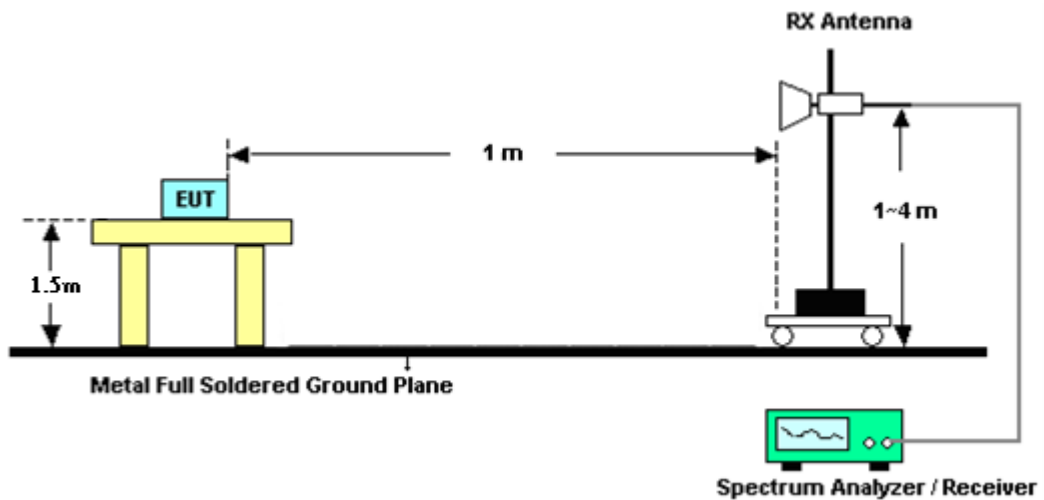 RX Antenna
1 m
EUT
1~4 m
1.5m
Metal Full Soldered Ground Plane
Spectrum Analyzer / Receiver